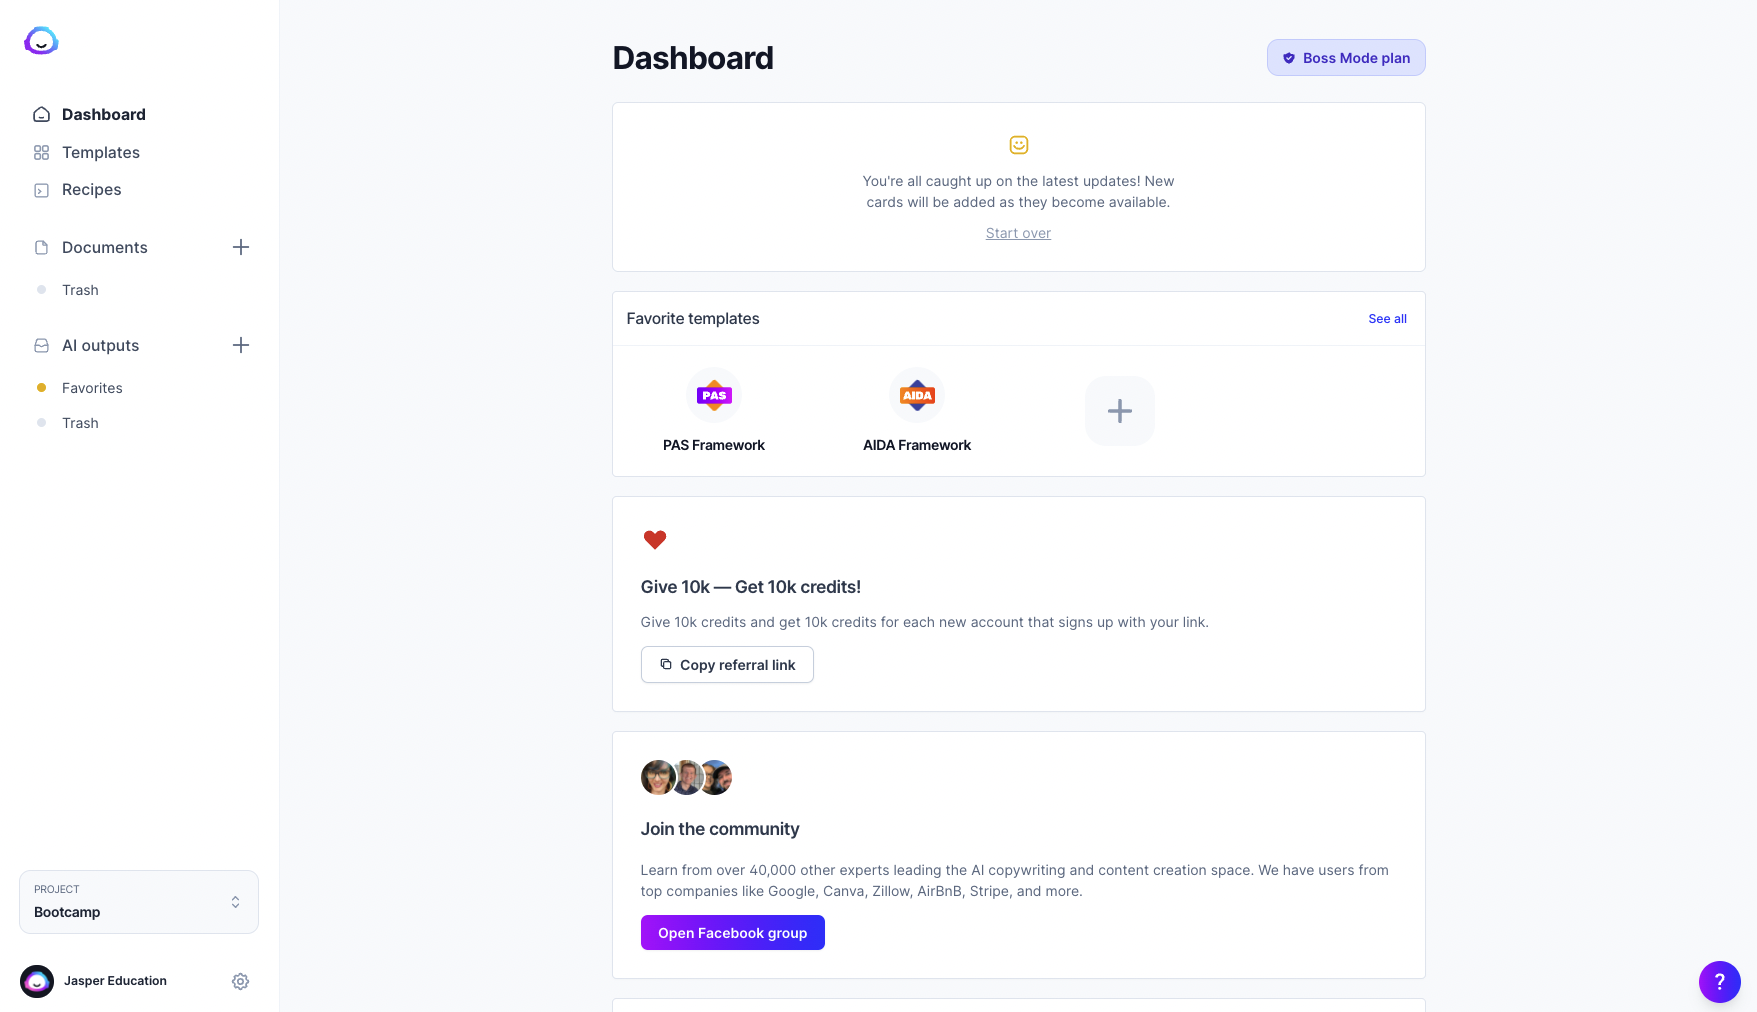 Dashboard
Templates
Recipes
Documents
Trash
AI outputs
Favorites
Trash
PROJECT
Bootcamp
Jasper Education
Dashboard
Boss Mode plan
You're all caught up on the latest updates! New
cards will be added as they become available.
Start over
Favorite templates
See all
PAS
PAS Framework
AIDA
AIDA Framework
Give 10k — Get 10k credits!
Give 10k credits and get 10k credits for each new account that signs up with your link.
Copy referral link
Join the community
Learn from over 40,000 other experts leading the AI copywriting and content creation space. We have users from
top companies like Google, Canva, Zillow, AirBnB, Stripe, and more.
Open Facebook group
?